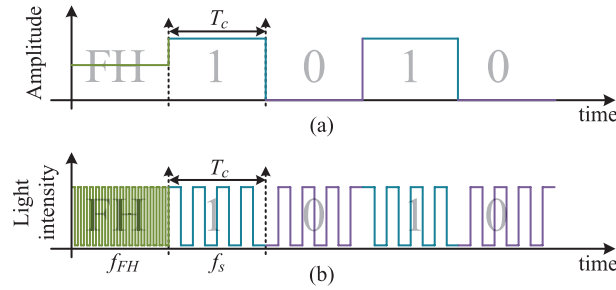 Amplitude
T_c
FH 1 0 1 0
time
(a)
Light intensity
T_c
FH 1 0 1 0
f_FH f_s
time
(b)